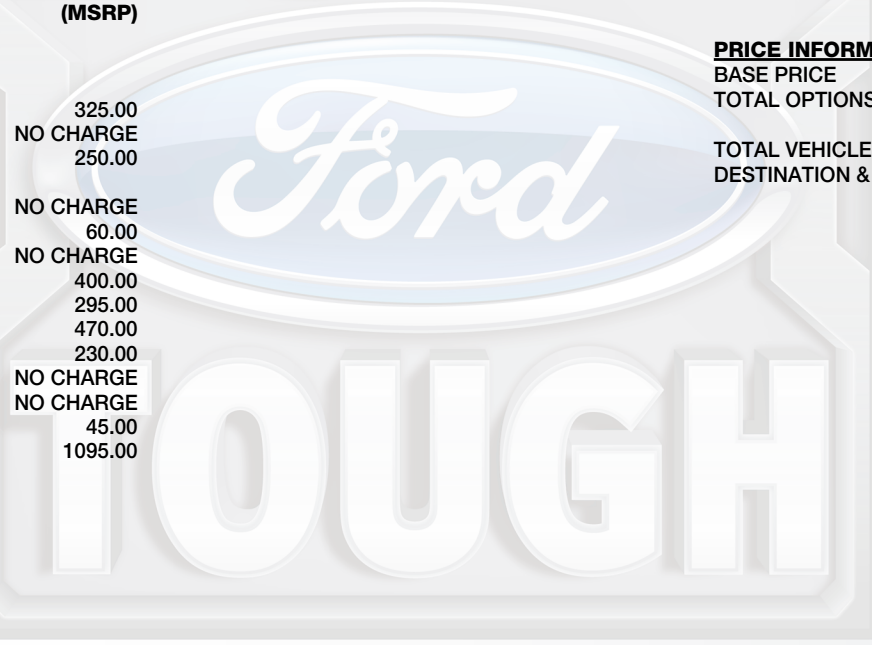 (MSRP)
325.00
NO CHARGE
250.00
NO CHARGE
60.00
NO CHARGE
400.00
295.00
470.00
230.00
NO CHARGE
NO CHARGE
45.00
1095.00
PRICE INFORM
BASE PRICE
TOTAL OPTIONS
TOTAL VEHICLE
DESTINATION &
Ford
TOUGH